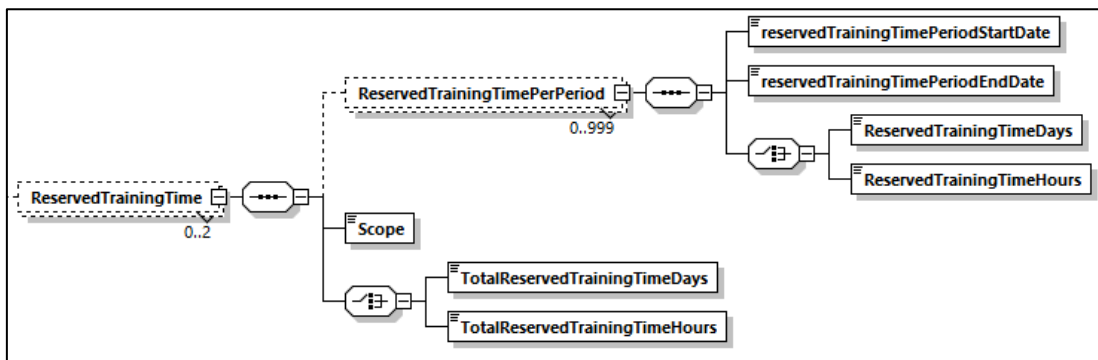 reservedTrainingTimePeriodStartDate
ReservedTrainingTimePerPeriod
0..999
reservedTrainingTimePeriodEndDate
ReservedTrainingTimeDays
ReservedTrainingTimeHours
ReservedTrainingTime
0..2
Scope
TotalReservedTrainingTimeDays
TotalReservedTrainingTimeHours